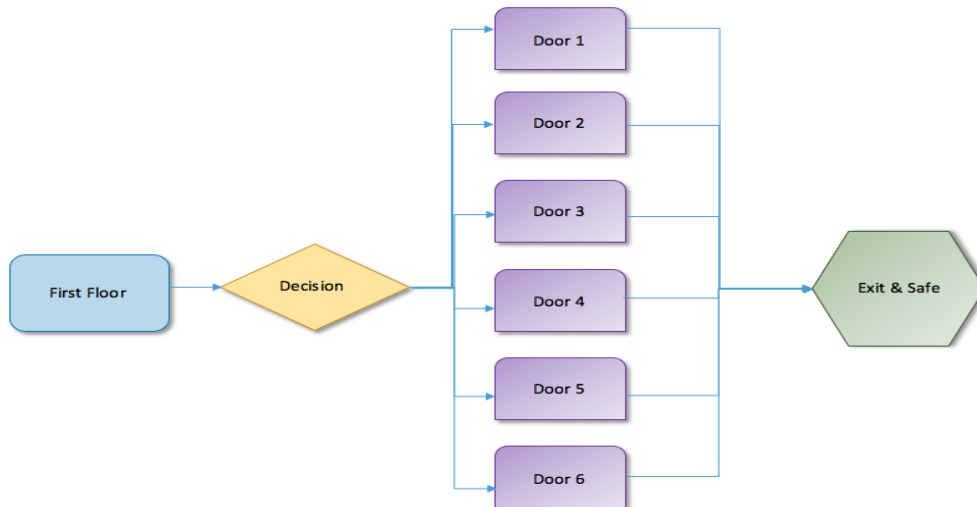 Door 1
Door 2
Door 3
First Floor
Decision
Door 4
Exit & Safe
Door 5
Door 6